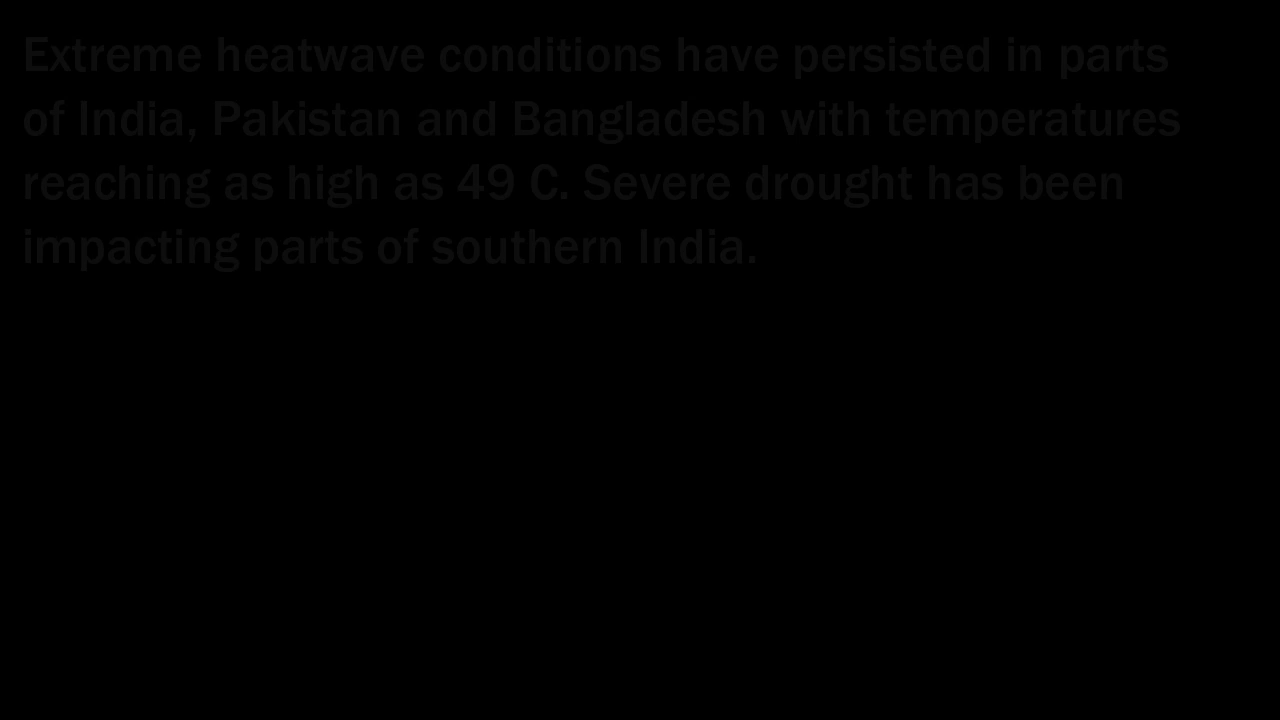 Extreme heatwave conditions have persisted in parts
of India, Pakistan and Bangladesh with temperatures
reaching as high as 49 C. Severe drought has been
impacting parts of southern India.